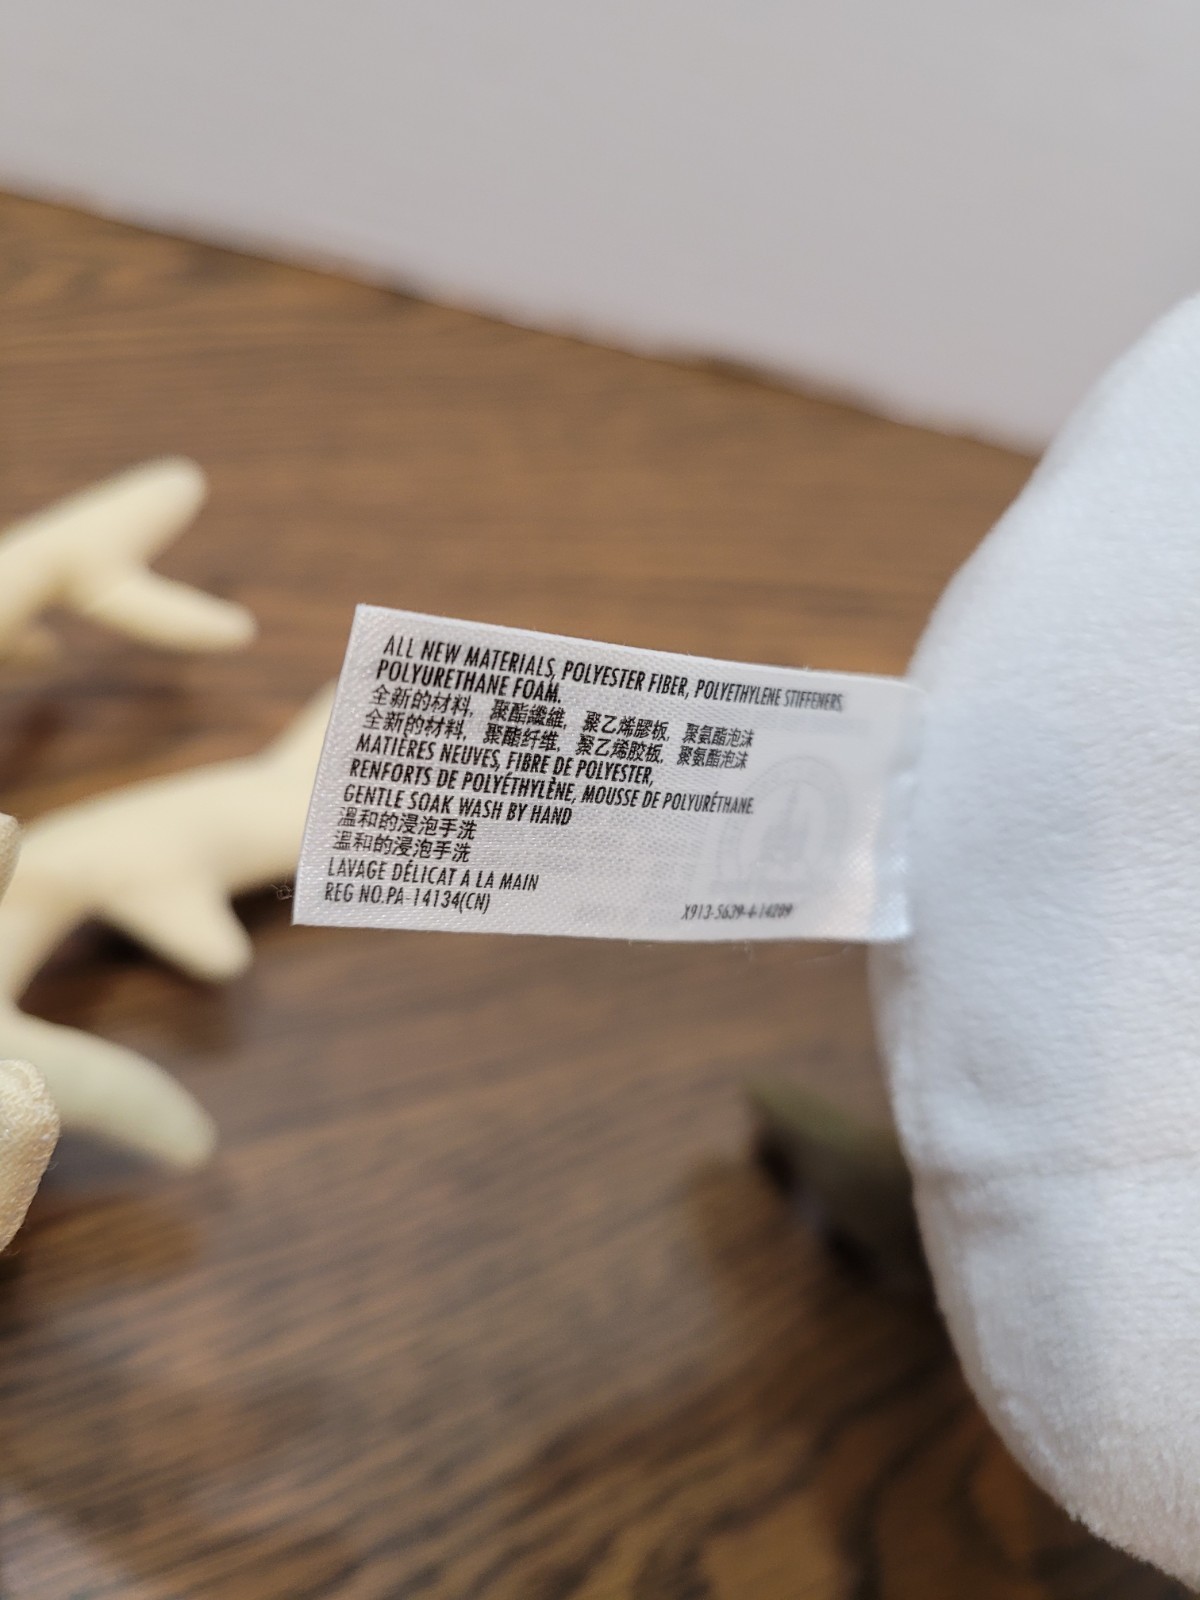 ALL NEW MATERIALS, POLYESTER FIBER, POLYETHYLENE STIFFENERS
POLYURETHANE FOAM.
全新的材料, 聚酯纖維, 聚乙烯膠板, 聚氨酯泡沫
全新的材料, 聚酯纤维, 聚乙烯胶板, 聚氨酯泡沫
MATIÈRES NEUVES, FIBRE DE POLYESTER,
RENFORTS DE POLYÉTHYLÈNE, MOUSSE DE POLYURÉTHANE.
GENTLE SOAK WASH BY HAND
溫和的浸泡手洗
溫和的浸泡手洗
LAVAGE DÉLICAT A LA MAIN
REG NO.PA-14134(CN)
X913-5639-4-14209